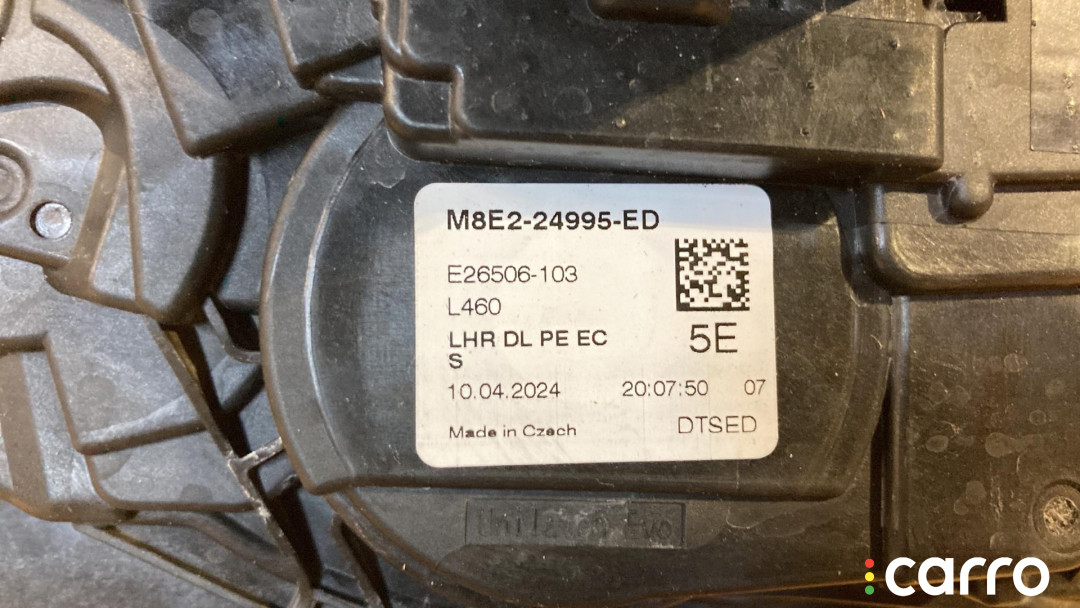 M8E2-24995-ED
E26506-103
L460
LHR DL PE EC
S
5E
10.04.2024 20:07:50 07
Made in Czech DTSED
carro